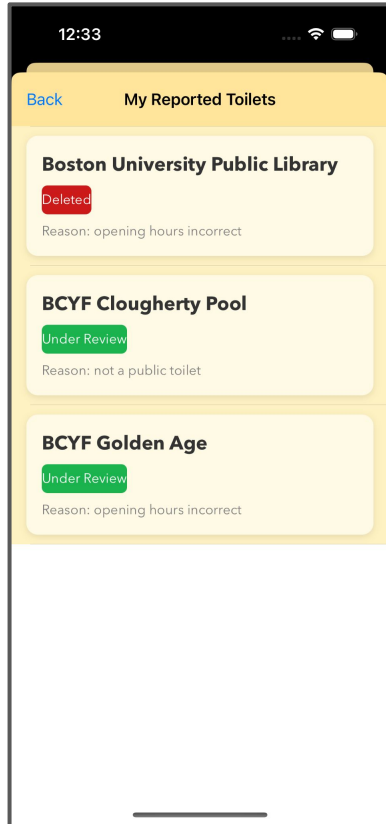 12:33
Back My Reported Toilets
Boston University Public Library
Deleted
Reason: opening hours incorrect
BCYF Clougherty Pool
Under Review
Reason: not a public toilet
BCYF Golden Age
Under Review
Reason: opening hours incorrect